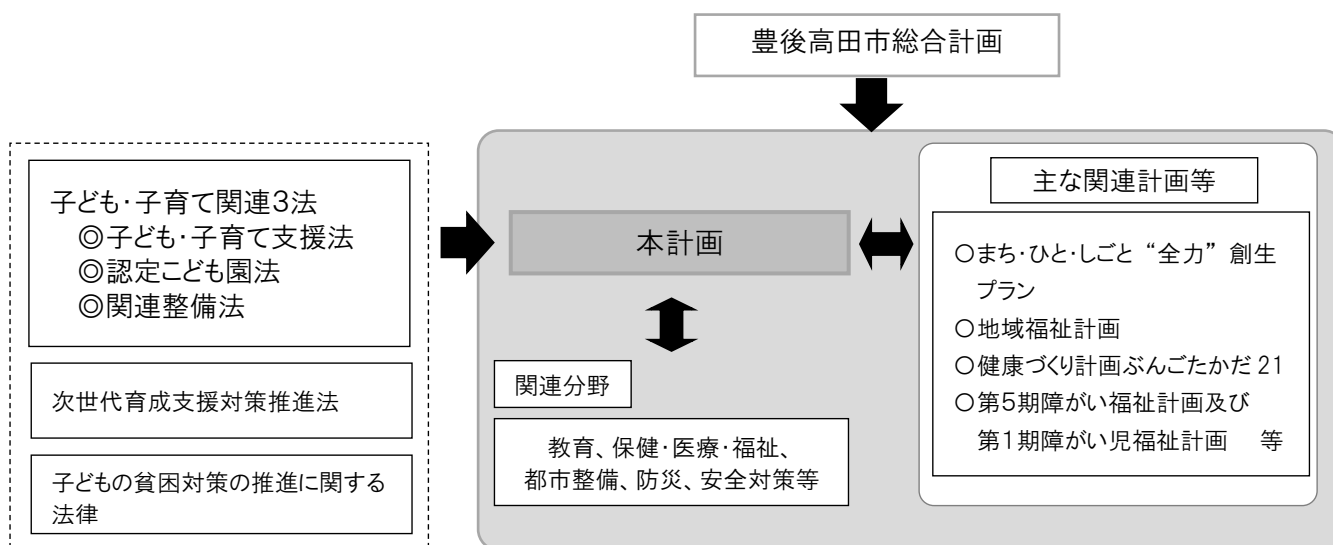 豊後高田市総合計画
子ども・子育て関連3法
◎子ども・子育て支援法
◎認定こども園法
◎関連整備法
次世代育成支援対策推進法
子どもの貧困対策の推進に関する
法律
本計画
関連分野
教育、保健・医療・福祉、
都市整備、防災、安全対策等
主な関連計画等
○まち・ひと・しごと“全力”創生
プラン
○地域福祉計画
○健康づくり計画ぶんごたかだ21
○第5期障がい福祉計画及び
第1期障がい児福祉計画 等